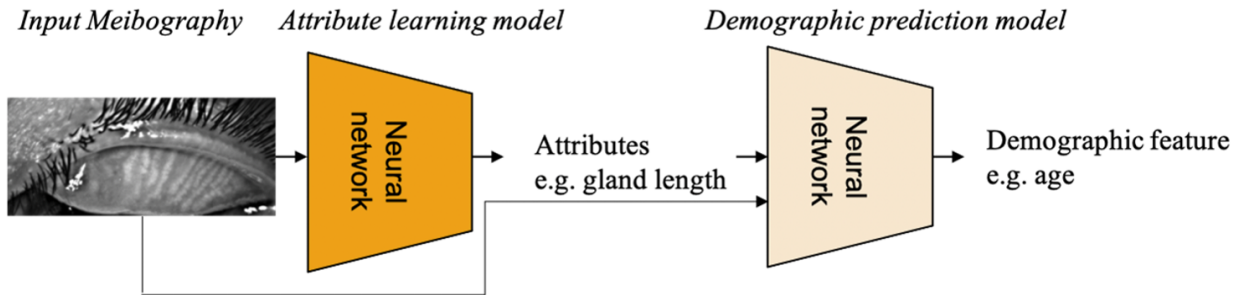 Input Meibography
Attribute learning model
Demographic prediction model
Neural
network
Attributes
e.g. gland length
Neural
network
Demographic feature
e.g. age